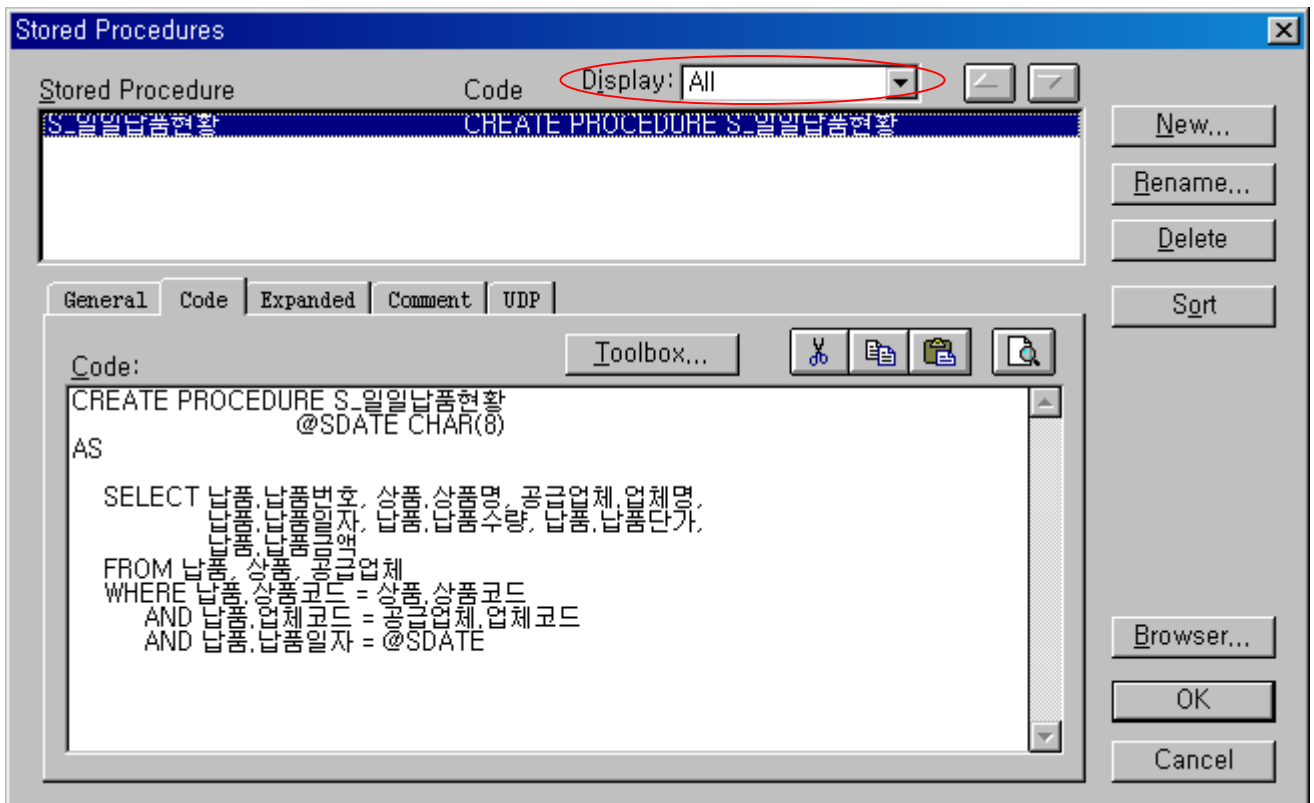 Stored Procedures
Stored Procedure Code Display: All
S_일일납품현황 CREATE PROCEDURE S_일일납품현황
New...
Rename...
Delete
Sort
General Code Expanded Comment UDP
Code: Toolbox...
CREATE PROCEDURE S_일일납품현황
@SDATE CHAR(8)
AS
SELECT 납품.납품번호, 상품.상품명, 공급업체.업체명,
납품.납품일자, 납품.납품수량, 납품.납품단가,
납품.납품금액
FROM 납품, 상품, 공급업체
WHERE 납품.상품코드 = 상품.상품코드
AND 납품.업체코드 = 공급업체.업체코드
AND 납품.납품일자 = @SDATE
Browser...
OK
Cancel